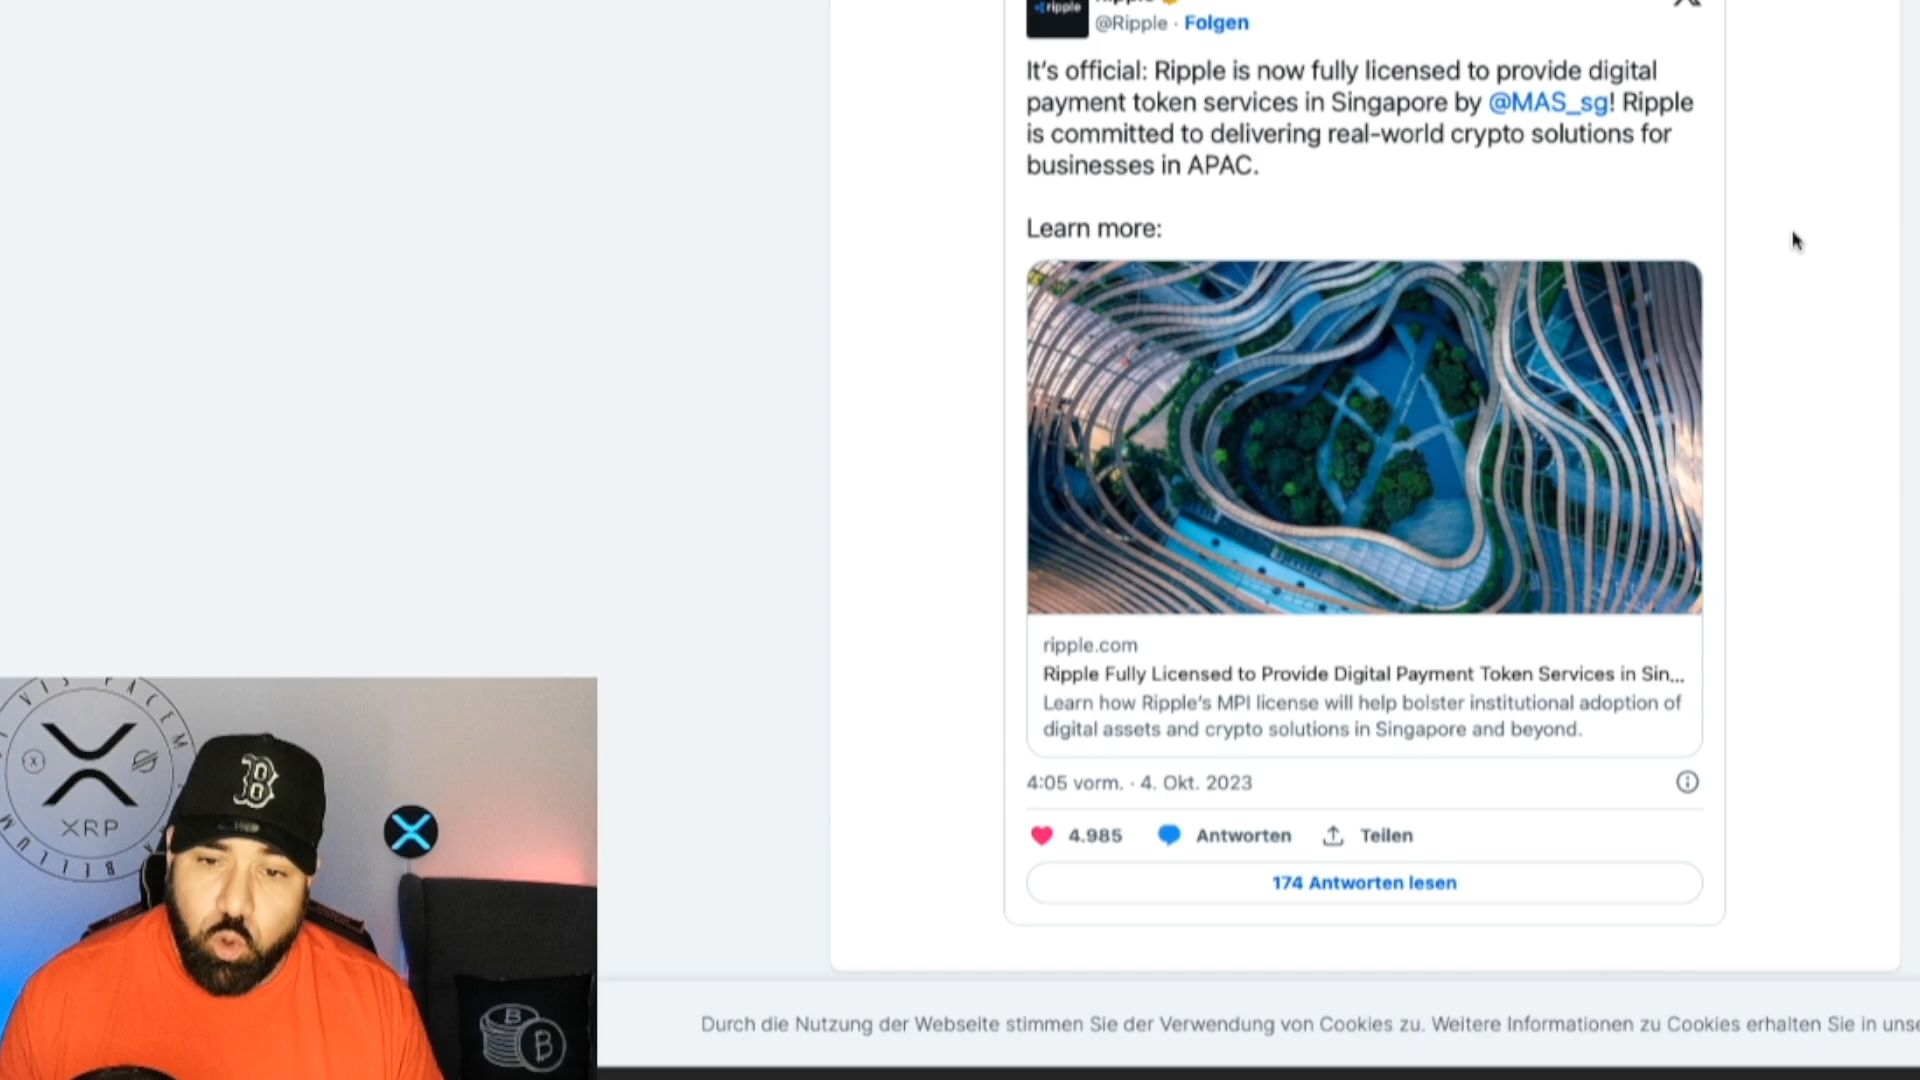 ripple
@Ripple · Folgen
It's official: Ripple is now fully licensed to provide digital
payment token services in Singapore by @MAS_sg! Ripple
is committed to delivering real-world crypto solutions for
businesses in APAC.
Learn more:
ripple.com
Ripple Fully Licensed to Provide Digital Payment Token Services in Sin...
Learn how Ripple's MPI license will help bolster institutional adoption of
digital assets and crypto solutions in Singapore and beyond.
4:05 vorm. · 4. Okt. 2023
4.985 Antworten Teilen
174 Antworten lesen
Durch die Nutzung der Webseite stimmen Sie der Verwendung von Cookies zu. Weitere Informationen zu Cookies erhalten Sie in
XRP
B